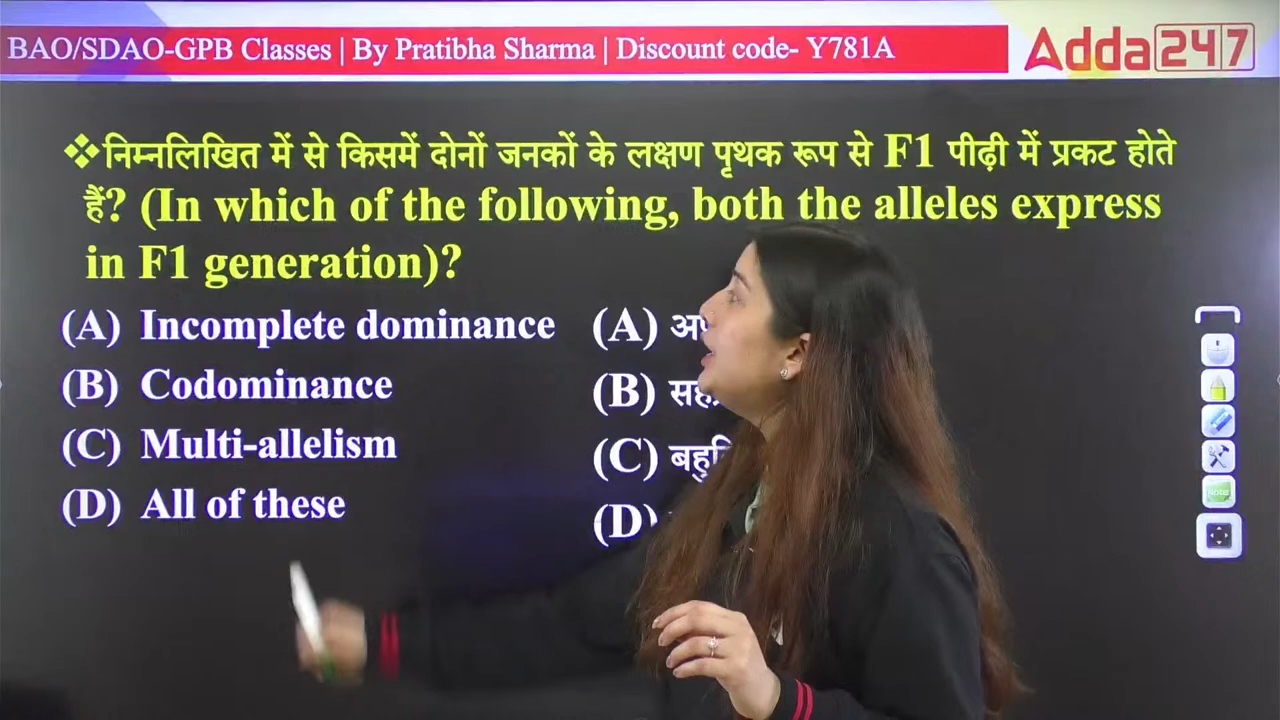 BAO/SDAO-GPB Classes | By Pratibha Sharma | Discount code- Y781A
Adda247
❖निम्नलिखित में से किसमें दोनों जनकों के लक्षण पृथक रूप से F1 पीढ़ी में प्रकट होते
हैं? (In which of the following, both the alleles express
in F1 generation)?
(A) Incomplete dominance
(B) Codominance
(C) Multi-allelism
(D) All of these
(A)
(B)
(C)
(D)